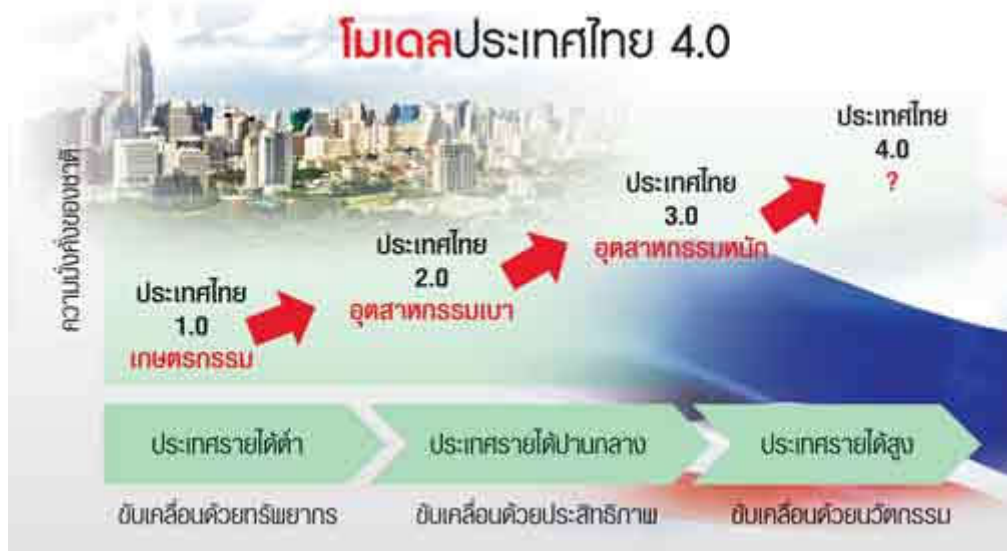 โมเดลประเทศไทย 4.0
ความมั่งคั่งของชาติ
ประเทศไทย
1.0
เกษตรกรรม
ประเทศไทย
2.0
อุตสาหกรรมเบา
ประเทศไทย
3.0
อุตสาหกรรมหนัก
ประเทศไทย
4.0
?
ประเทศรายได้ต่ำ
ประเทศรายได้ปานกลาง
ประเทศรายได้สูง
ขับเคลื่อนด้วยทรัพยากร
ขับเคลื่อนด้วยประสิทธิภาพ
ขับเคลื่อนด้วยนวัตกรรม